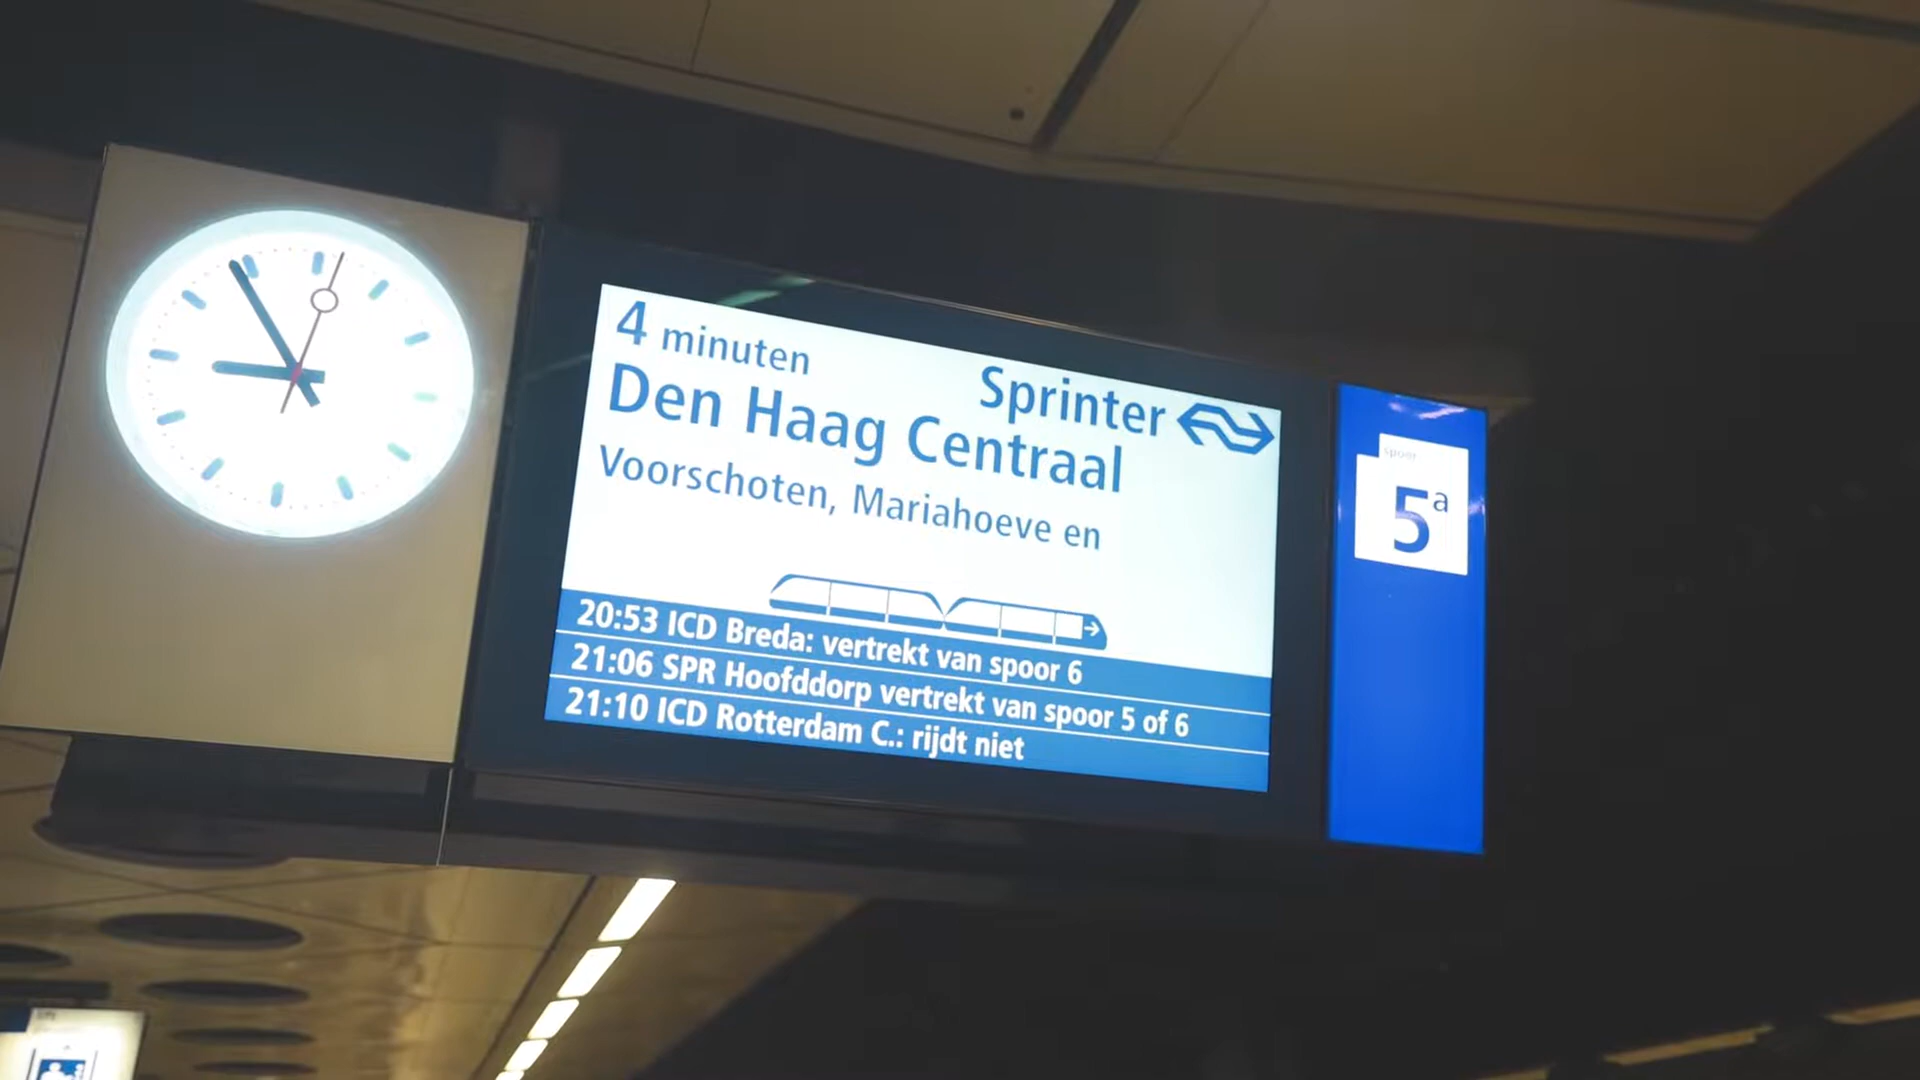 4 minuten
Sprinter
Den Haag Centraal
Voorschoten, Mariahoeve en
20:53 ICD Breda: vertrekt van spoor 6
21:06 SPR Hoofddorp vertrekt van spoor 5 of 6
21:10 ICD Rotterdam C.: rijdt niet
spoor
5a